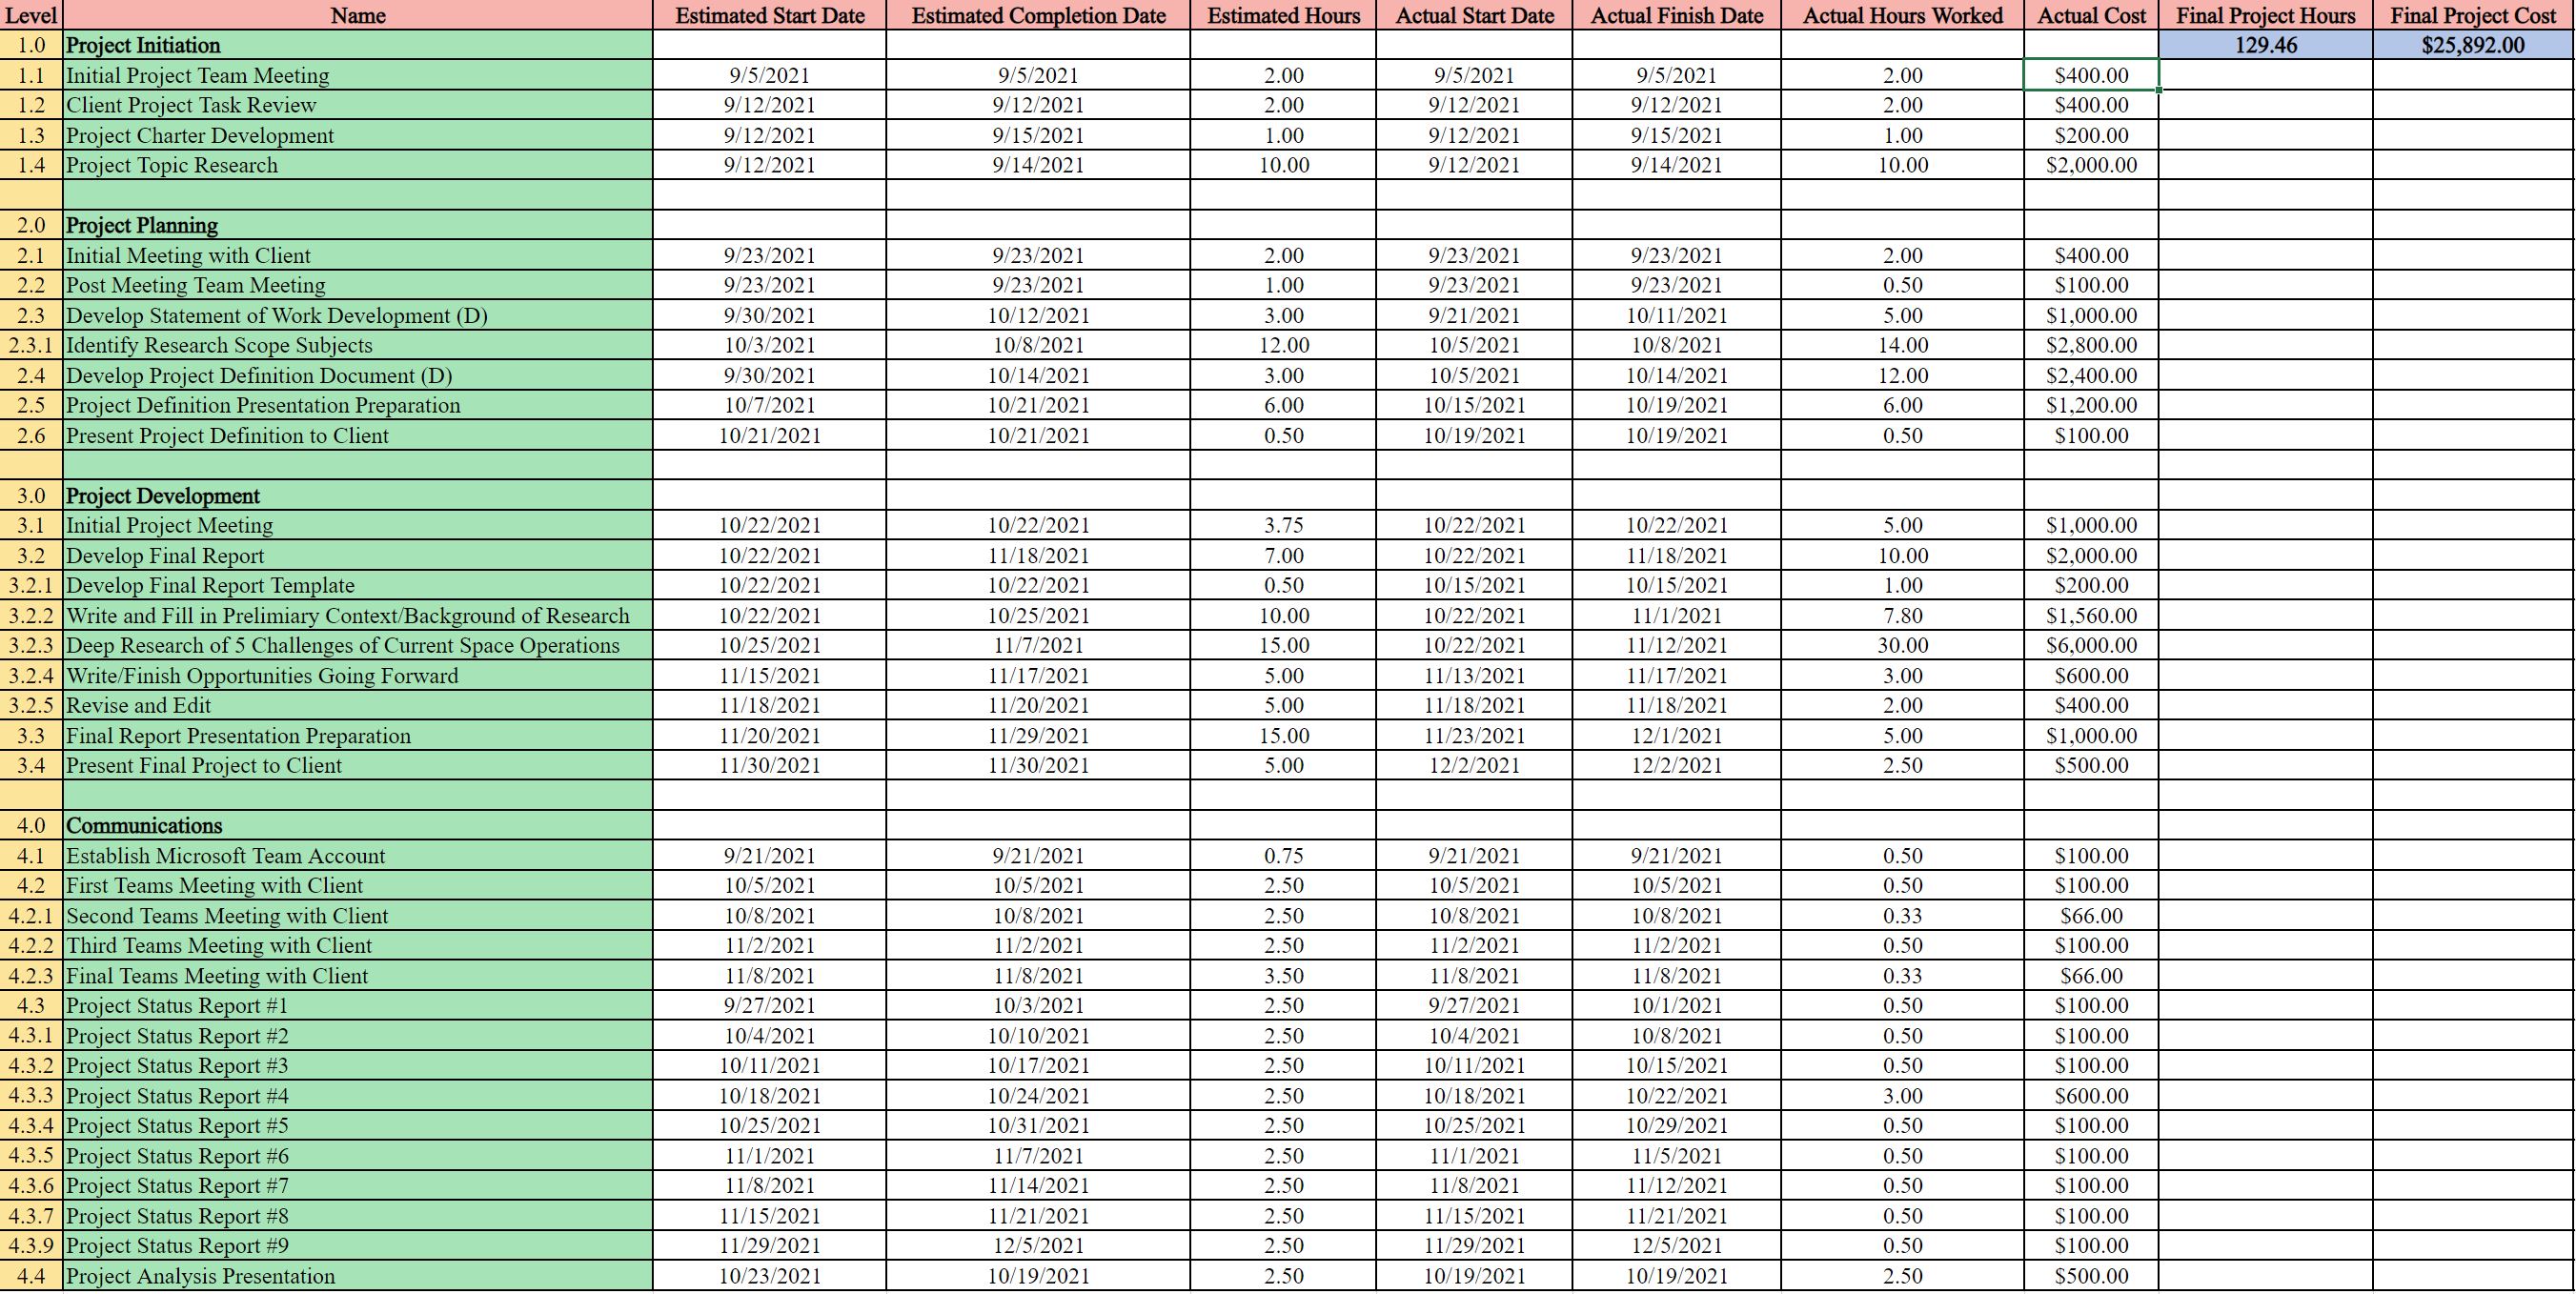 Level Name Estimated Start Date Estimated Completion Date Estimated Hours Actual Start Date Actual Finish Date Actual Hours Worked Actual Cost Final Project Hours Final Project Cost
1.0 Project Initiation 129.46 $25,892.00
1.1 Initial Project Team Meeting 9/5/2021 9/5/2021 2.00 9/5/2021 9/5/2021 2.00 $400.00
1.2 Client Project Task Review 9/12/2021 9/12/2021 2.00 9/12/2021 9/12/2021 2.00 $400.00
1.3 Project Charter Development 9/12/2021 9/15/2021 1.00 9/12/2021 9/15/2021 1.00 $200.00
1.4 Project Topic Research 9/12/2021 9/14/2021 10.00 9/12/2021 9/14/2021 10.00 $2,000.00
2.0 Project Planning
2.1 Initial Meeting with Client 9/23/2021 9/23/2021 2.00 9/23/2021 9/23/2021 2.00 $400.00
2.2 Post Meeting Team Meeting 9/23/2021 9/23/2021 1.00 9/23/2021 9/23/2021 0.50 $100.00
2.3 Develop Statement of Work Development (D) 9/30/2021 10/12/2021 3.00 9/21/2021 10/11/2021 5.00 $1,000.00
2.3.1 Identify Research Scope Subjects 10/3/2021 10/8/2021 12.00 10/5/2021 10/8/2021 14.00 $2,800.00
2.4 Develop Project Definition Document (D) 9/30/2021 10/14/2021 3.00 10/5/2021 10/14/2021 12.00 $2,400.00
2.5 Project Definition Presentation Preparation 10/7/2021 10/21/2021 6.00 10/15/2021 10/19/2021 6.00 $1,200.00
2.6 Present Project Definition to Client 10/21/2021 10/21/2021 0.50 10/19/2021 10/19/2021 0.50 $100.00
3.0 Project Development
3.1 Initial Project Meeting 10/22/2021 10/22/2021 3.75 10/22/2021 10/22/2021 5.00 $1,000.00
3.2 Develop Final Report 10/22/2021 11/18/2021 7.00 10/22/2021 11/18/2021 10.00 $2,000.00
3.2.1 Develop Final Report Template 10/22/2021 10/22/2021 0.50 10/15/2021 10/15/2021 1.00 $200.00
3.2.2 Write and Fill in Prelimiary Context/Background of Research 10/22/2021 10/25/2021 10.00 10/22/2021 11/1/2021 7.80 $1,560.00
3.2.3 Deep Research of 5 Challenges of Current Space Operations 10/25/2021 11/7/2021 15.00 10/22/2021 11/12/2021 30.00 $6,000.00
3.2.4 Write/Finish Opportunities Going Forward 11/15/2021 11/17/2021 5.00 11/13/2021 11/17/2021 3.00 $600.00
3.2.5 Revise and Edit 11/18/2021 11/20/2021 5.00 11/18/2021 11/18/2021 2.00 $400.00
3.3 Final Report Presentation Preparation 11/20/2021 11/29/2021 15.00 11/23/2021 12/1/2021 5.00 $1,000.00
3.4 Present Final Project to Client 11/30/2021 11/30/2021 5.00 12/2/2021 12/2/2021 2.50 $500.00
4.0 Communications
4.1 Establish Microsoft Team Account 9/21/2021 9/21/2021 0.75 9/21/2021 9/21/2021 0.50 $100.00
4.2 First Teams Meeting with Client 10/5/2021 10/5/2021 2.50 10/5/2021 10/5/2021 0.50 $100.00
4.2.1 Second Teams Meeting with Client 10/8/2021 10/8/2021 2.50 10/8/2021 10/8/2021 0.33 $66.00
4.2.2 Third Teams Meeting with Client 11/2/2021 11/2/2021 2.50 11/2/2021 11/2/2021 0.50 $100.00
4.2.3 Final Teams Meeting with Client 11/8/2021 11/8/2021 3.50 11/8/2021 11/8/2021 0.33 $66.00
4.3 Project Status Report #1 9/27/2021 10/3/2021 2.50 9/27/2021 10/1/2021 0.50 $100.00
4.3.1 Project Status Report #2 10/4/2021 10/10/2021 2.50 10/4/2021 10/8/2021 0.50 $100.00
4.3.2 Project Status Report #3 10/11/2021 10/17/2021 2.50 10/11/2021 10/15/2021 0.50 $100.00
4.3.3 Project Status Report #4 10/18/2021 10/24/2021 2.50 10/18/2021 10/22/2021 3.00 $600.00
4.3.4 Project Status Report #5 10/25/2021 10/31/2021 2.50 10/25/2021 10/29/2021 0.50 $100.00
4.3.5 Project Status Report #6 11/1/2021 11/7/2021 2.50 11/1/2021 11/5/2021 0.50 $100.00
4.3.6 Project Status Report #7 11/8/2021 11/14/2021 2.50 11/8/2021 11/12/2021 0.50 $100.00
4.3.7 Project Status Report #8 11/15/2021 11/21/2021 2.50 11/15/2021 11/21/2021 0.50 $100.00
4.3.9 Project Status Report #9 11/29/2021 12/5/2021 2.50 11/29/2021 12/5/2021 0.50 $100.00
4.4 Project Analysis Presentation 10/23/2021 10/19/2021 2.50 10/19/2021 10/19/2021 2.50 $500.00